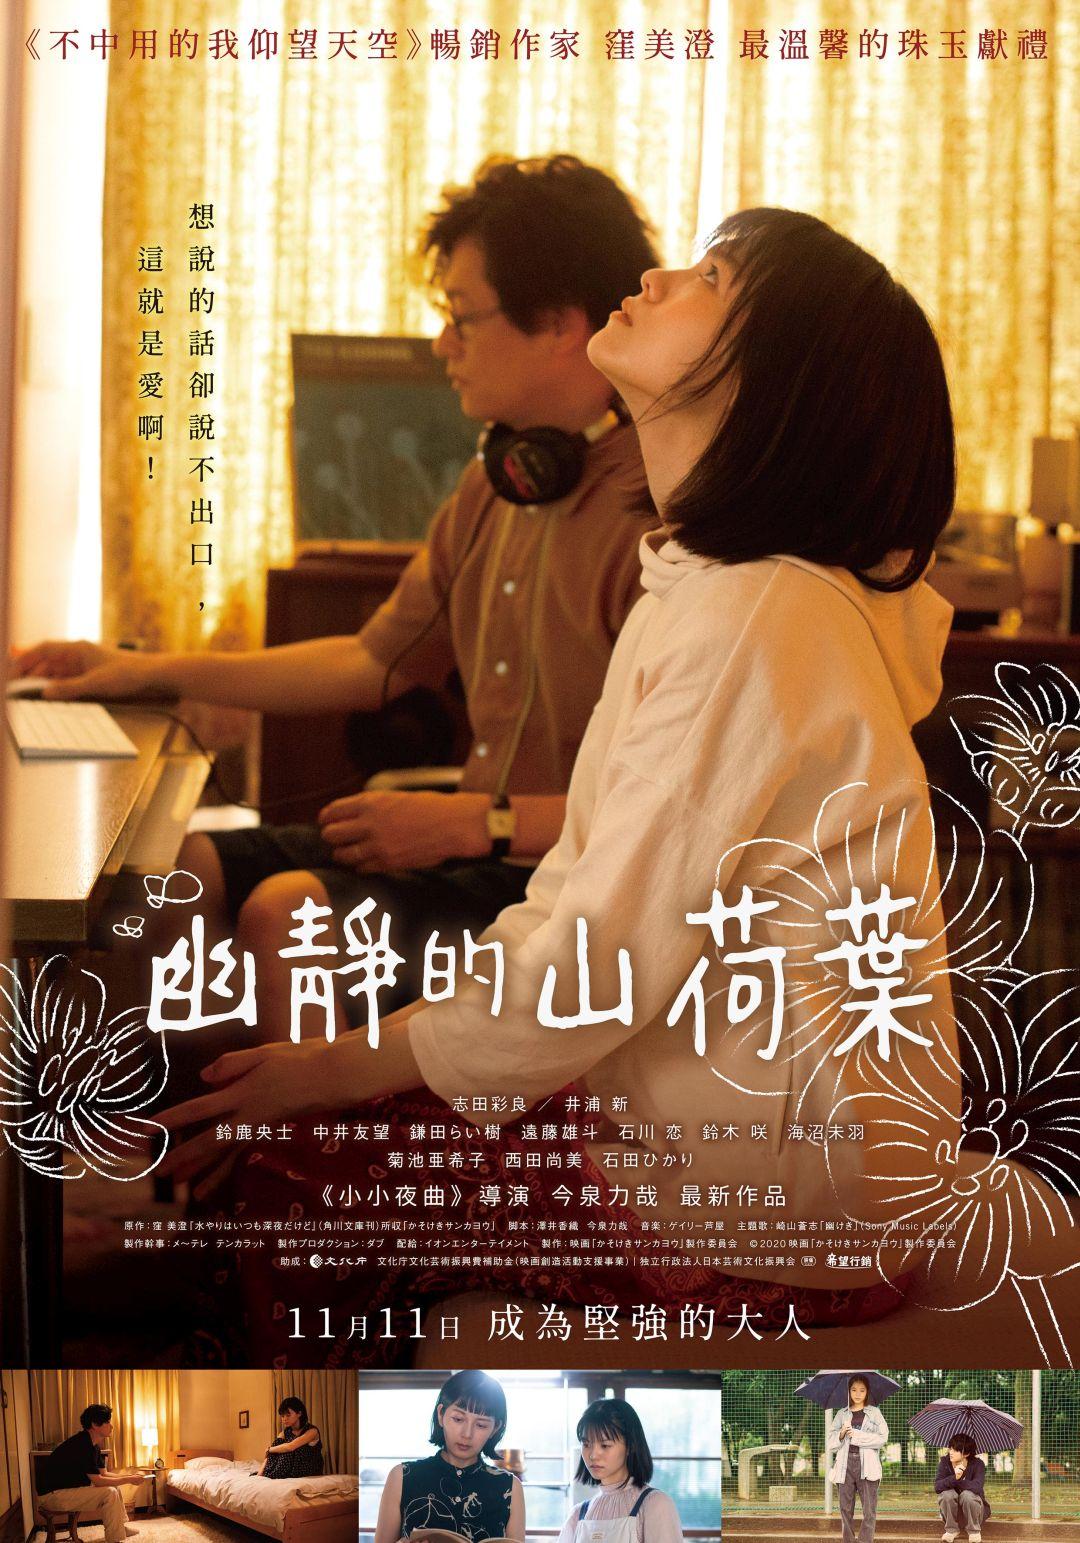 《不中用的我仰望天空》暢銷作家 窪美澄 最溫馨的珠玉獻禮
想說的話卻說不出口，
這就是愛啊！
幽靜的山荷葉
志田彩良／井浦 新
鈴鹿央士 中井友望 鎌田らい樹 遠藤雄斗 石川 恋 鈴木 咲 海沼未羽
菊池亜希子 西田尚美 石田ひかり
《小小夜曲》導演 今泉力哉 最新作品
原作：窪 美澄「水やりはいつも深夜だけど」（角川文庫刊）所収「かそけきサンカヨウ」 脚本：澤井香織 今泉力哉 音楽：ゲイリー芦屋 主題歌：崎山蒼志「幽けき」（Sony Music Labels）
製作幹事：メ〜テレ テンカラット 製作プロダクション：ダブ 配給：イオンエンターテイメント 製作：映画「かそけきサンカヨウ」製作委員会 ©2020 映画「かそけきサンカヨウ」製作委員会
助成：文化庁 文化庁文化芸術振興費補助金（映画創造活動支援事業）｜独立行政法人日本芸術文化振興会 希望行銷
11月11日 成為堅強的大人